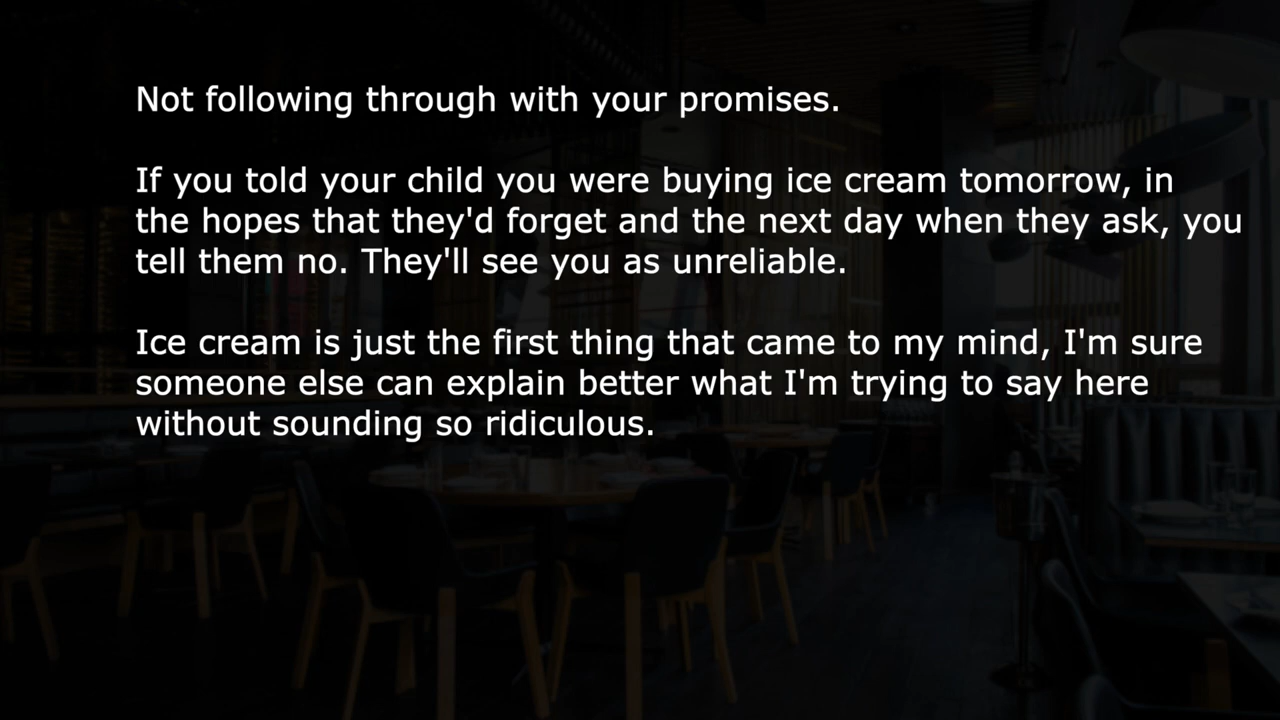 Not following through with your promises.
If you told your child you were buying ice cream tomorrow, in
the hopes that they'd forget and the next day when they ask, you
tell them no. They'll see you as unreliable.
Ice cream is just the first thing that came to my mind, I'm sure
someone else can explain better what I'm trying to say here
without sounding so ridiculous.